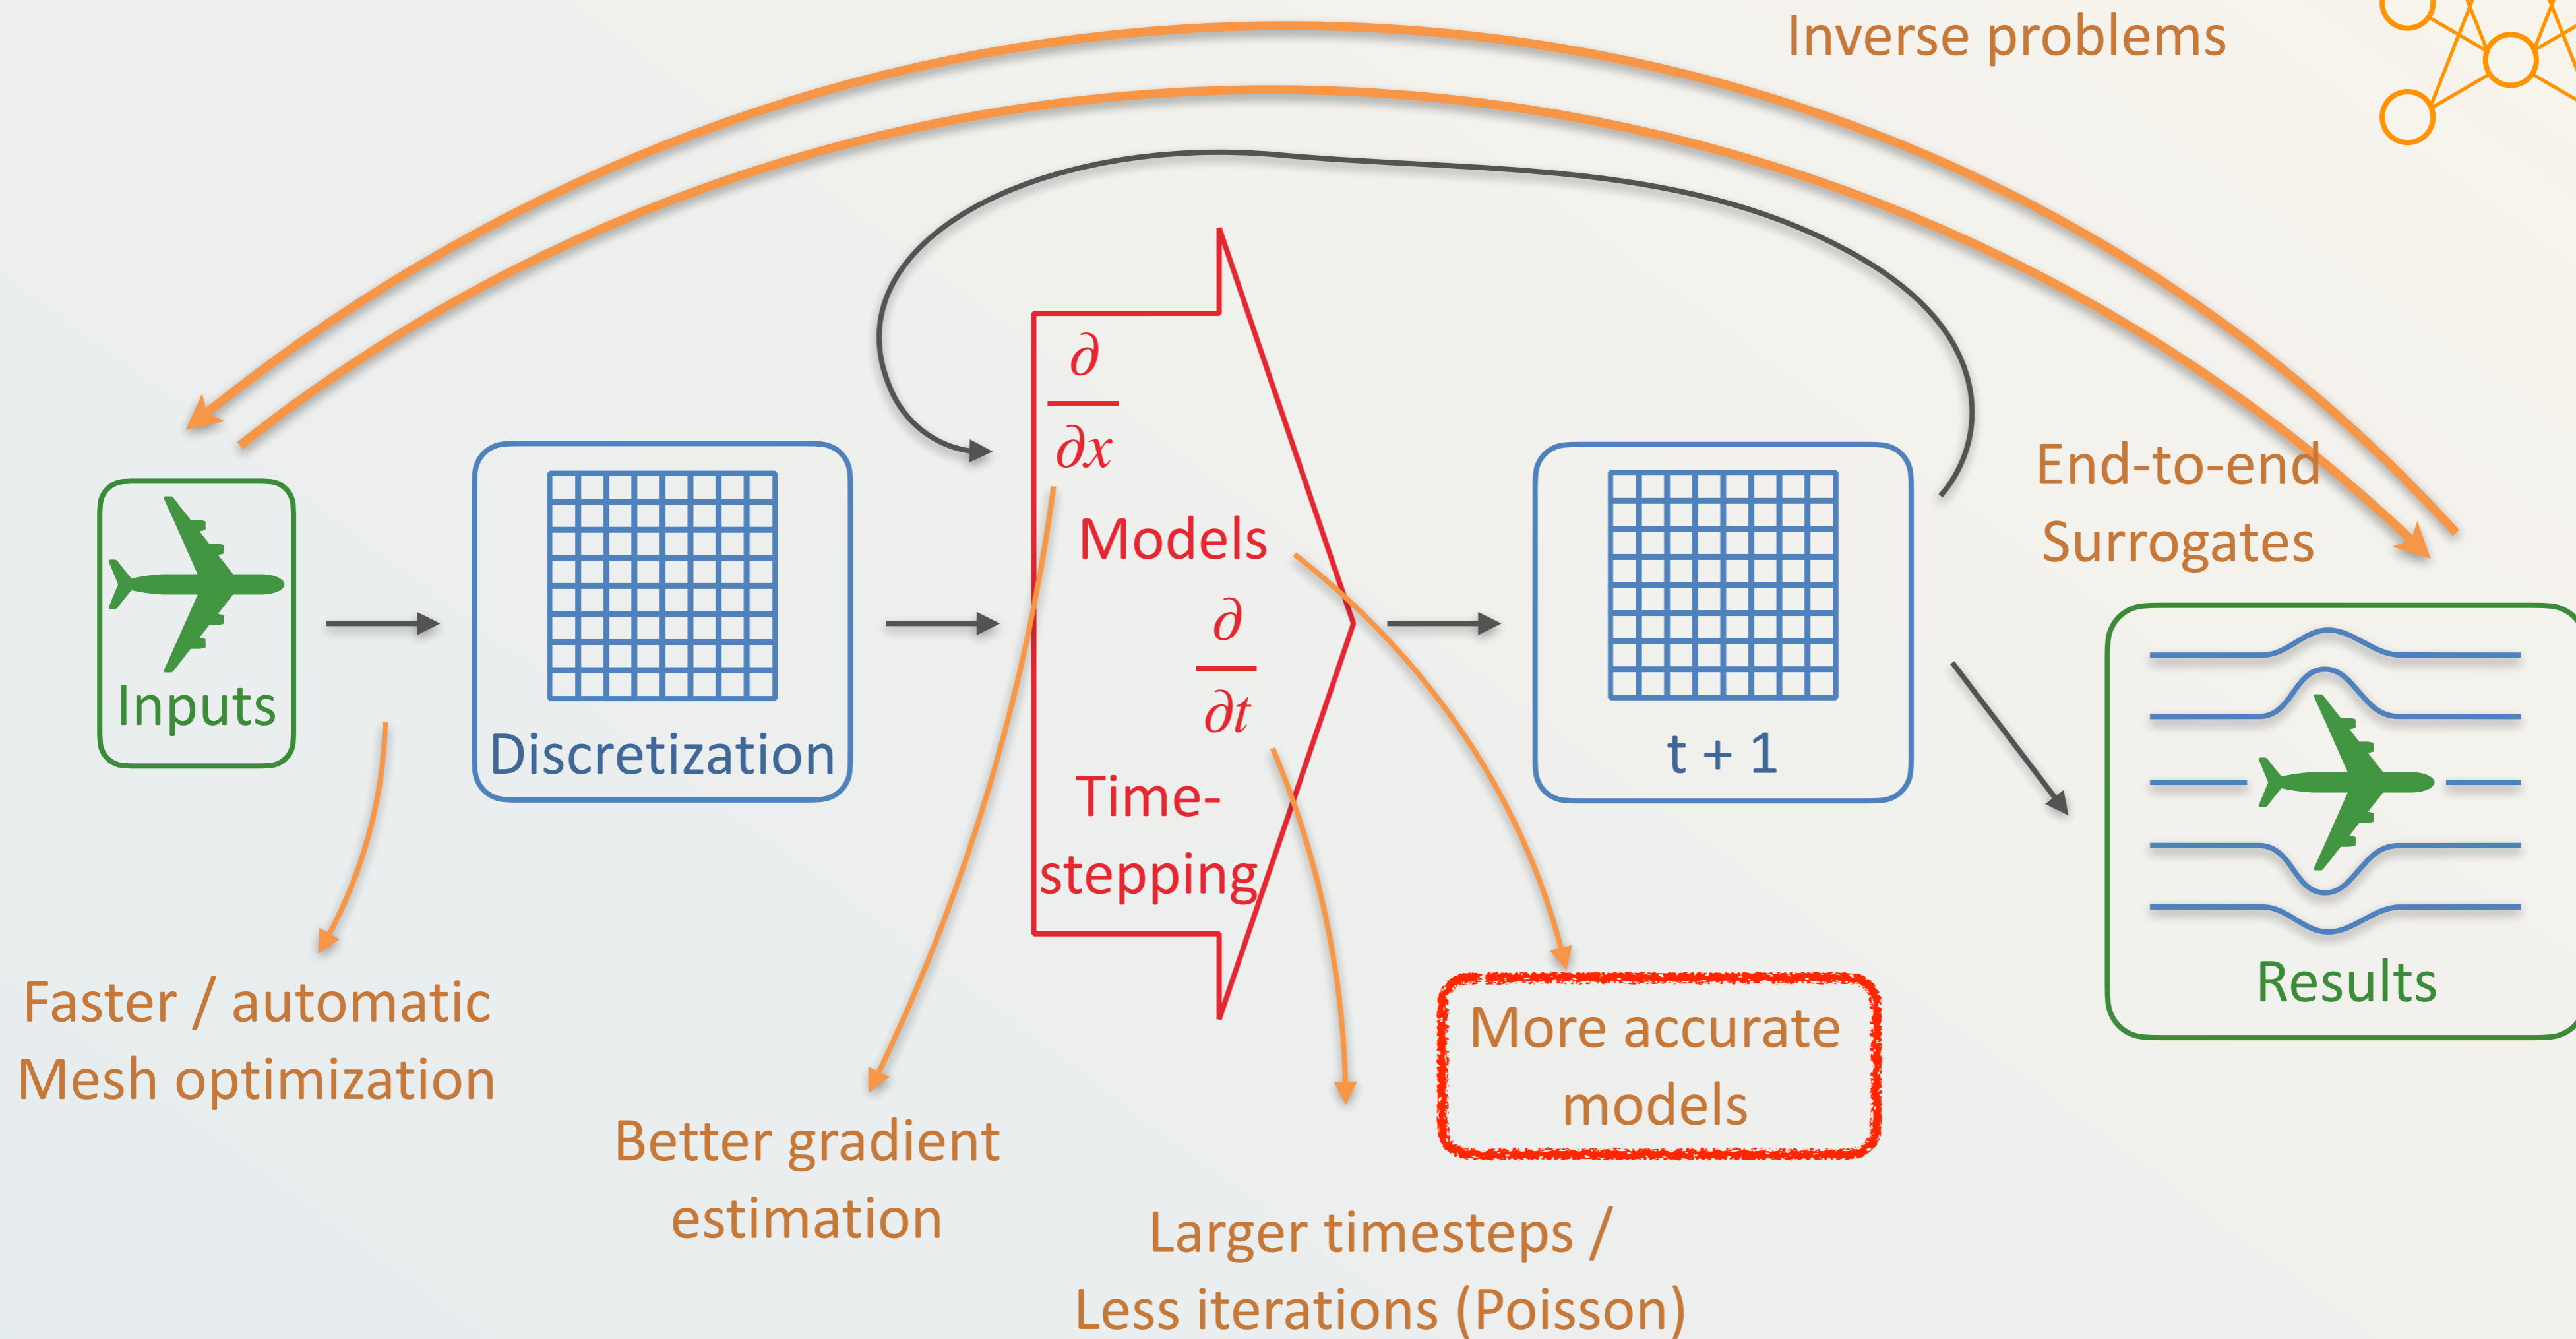 Inverse problems
∂
∂x
Models
∂
∂t
Time-
stepping
Inputs
Discretization
t + 1
End-to-end
Surrogates
Results
Faster / automatic
Mesh optimization
Better gradient
estimation
Larger timesteps /
Less iterations (Poisson)
More accurate
models